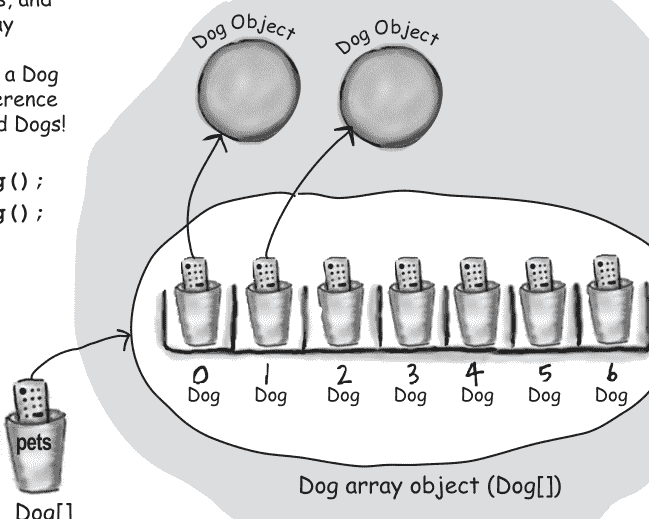 s, and
ay
a Dog
erence
d Dogs!
g();
g();
Dog Object
Dog Object
0 1 2 3 4 5 6
Dog Dog Dog Dog Dog Dog Dog
pets
Dog[]
Dog array object (Dog[])